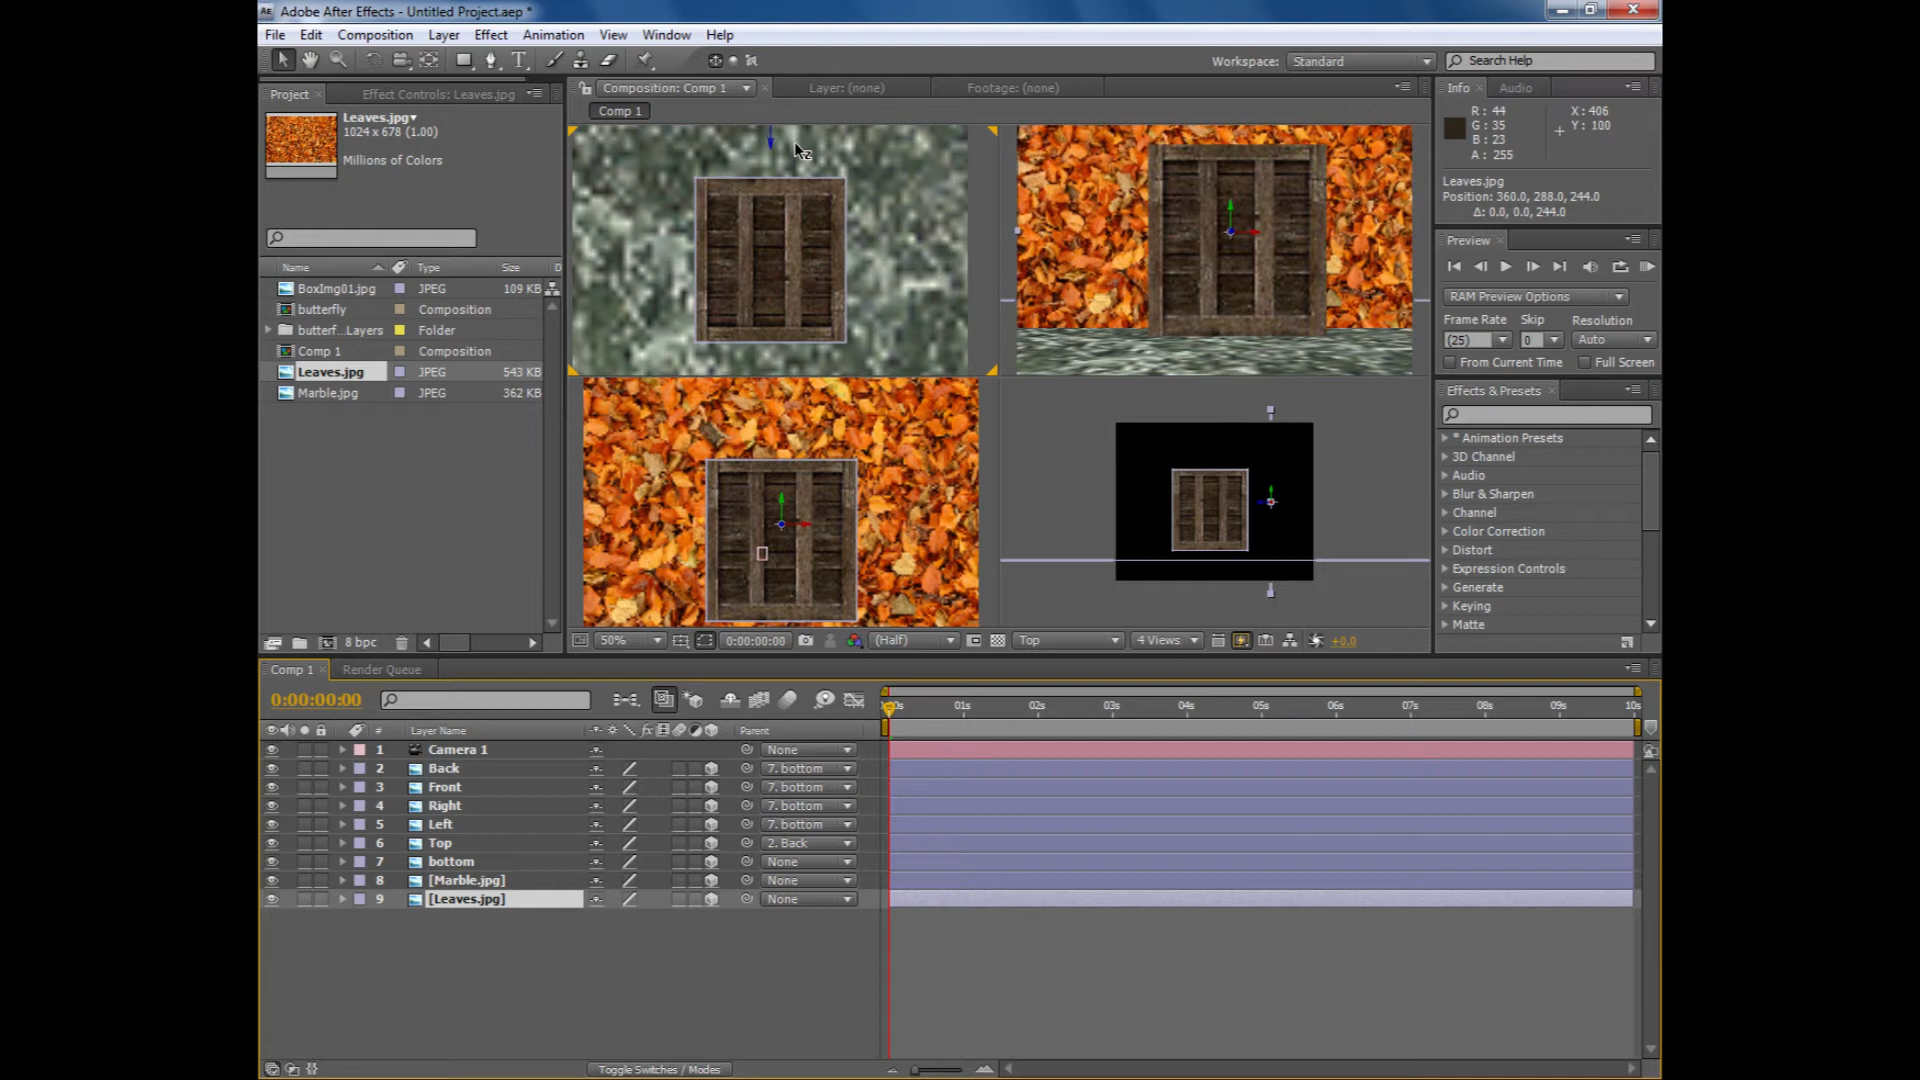 Adobe After Effects - Untitled Project.aep *
File Edit Composition Layer Effect Animation View Window Help
Workspace: Standard Search Help
Project Effect Controls: Leaves.jpg
Leaves.jpg
1024 x 678 (1.00)
Millions of Colors
Name Type Size D
BoxImg01.jpg JPEG 109 KB
butterfly Composition
butterf...Layers Folder
Comp 1 Composition
Leaves.jpg JPEG 543 KB
Marble.jpg JPEG 362 KB
8 bpc
Composition: Comp 1 Layer: (none) Footage: (none)
Comp 1
Z
50% 0:00:00:00 (Half) Top 4 Views +0.0
Info Audio
R: 44 X: 406
G: 35 Y: 100
B: 23
A: 255
Leaves.jpg
Position: 360.0, 288.0, 244.0
Δ: 0.0, 0.0, 244.0
Preview
RAM Preview Options
Frame Rate Skip Resolution
(25) 0 Auto
From Current Time Full Screen
Effects & Presets
* Animation Presets
3D Channel
Audio
Blur & Sharpen
Channel
Color Correction
Distort
Expression Controls
Generate
Keying
Matte
Comp 1 Render Queue
0:00:00:00
01s 02s 03s 04s 05s 06s 07s 08s 09s 10s
# Layer Name fx Parent
1 Camera 1 None
2 Back 7. bottom
3 Front 7. bottom
4 Right 7. bottom
5 Left 7. bottom
6 Top 2. Back
7 bottom None
8 [Marble.jpg] None
9 [Leaves.jpg] None
Toggle Switches / Modes